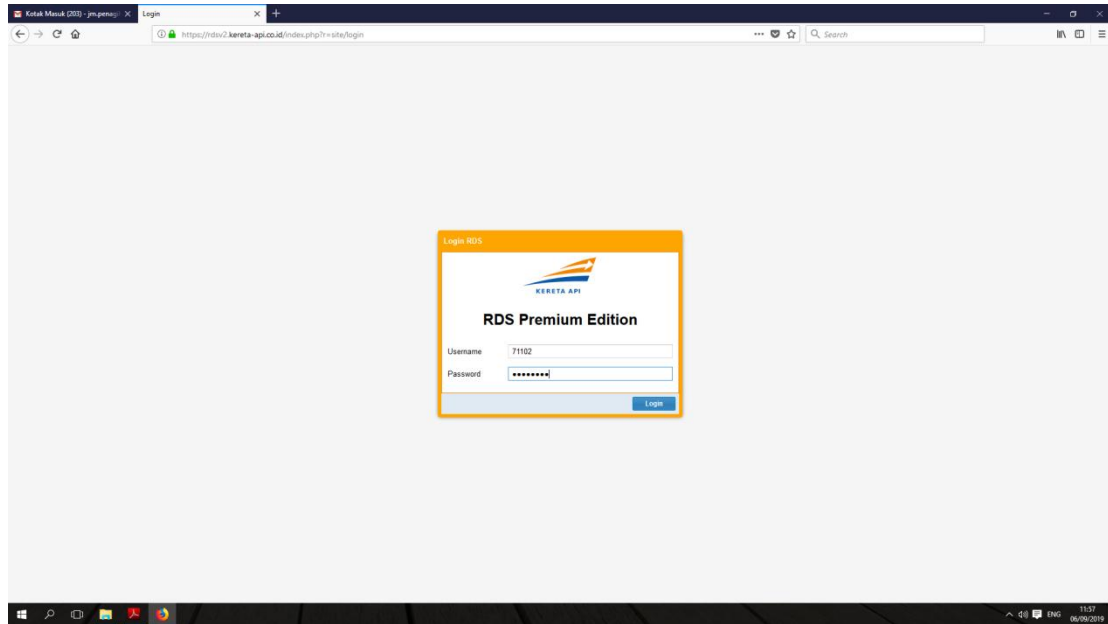 Kotak Masuk (203) - jm.penagi
Login
https://rdsv2.kereta-api.co.id/index.php?r=site/login
Search
Login RDS
KERETA API
RDS Premium Edition
Username 71102
Password ••••••••
Login
ENG
11:57
06/09/2019